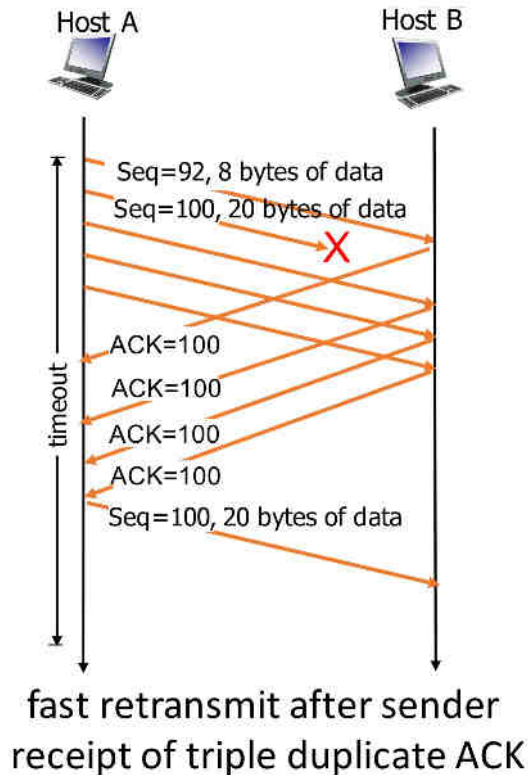 Host A
Host B
Seq=92, 8 bytes of data
Seq=100, 20 bytes of data
X
ACK=100
ACK=100
ACK=100
ACK=100
timeout
Seq=100, 20 bytes of data
fast retransmit after sender
receipt of triple duplicate ACK